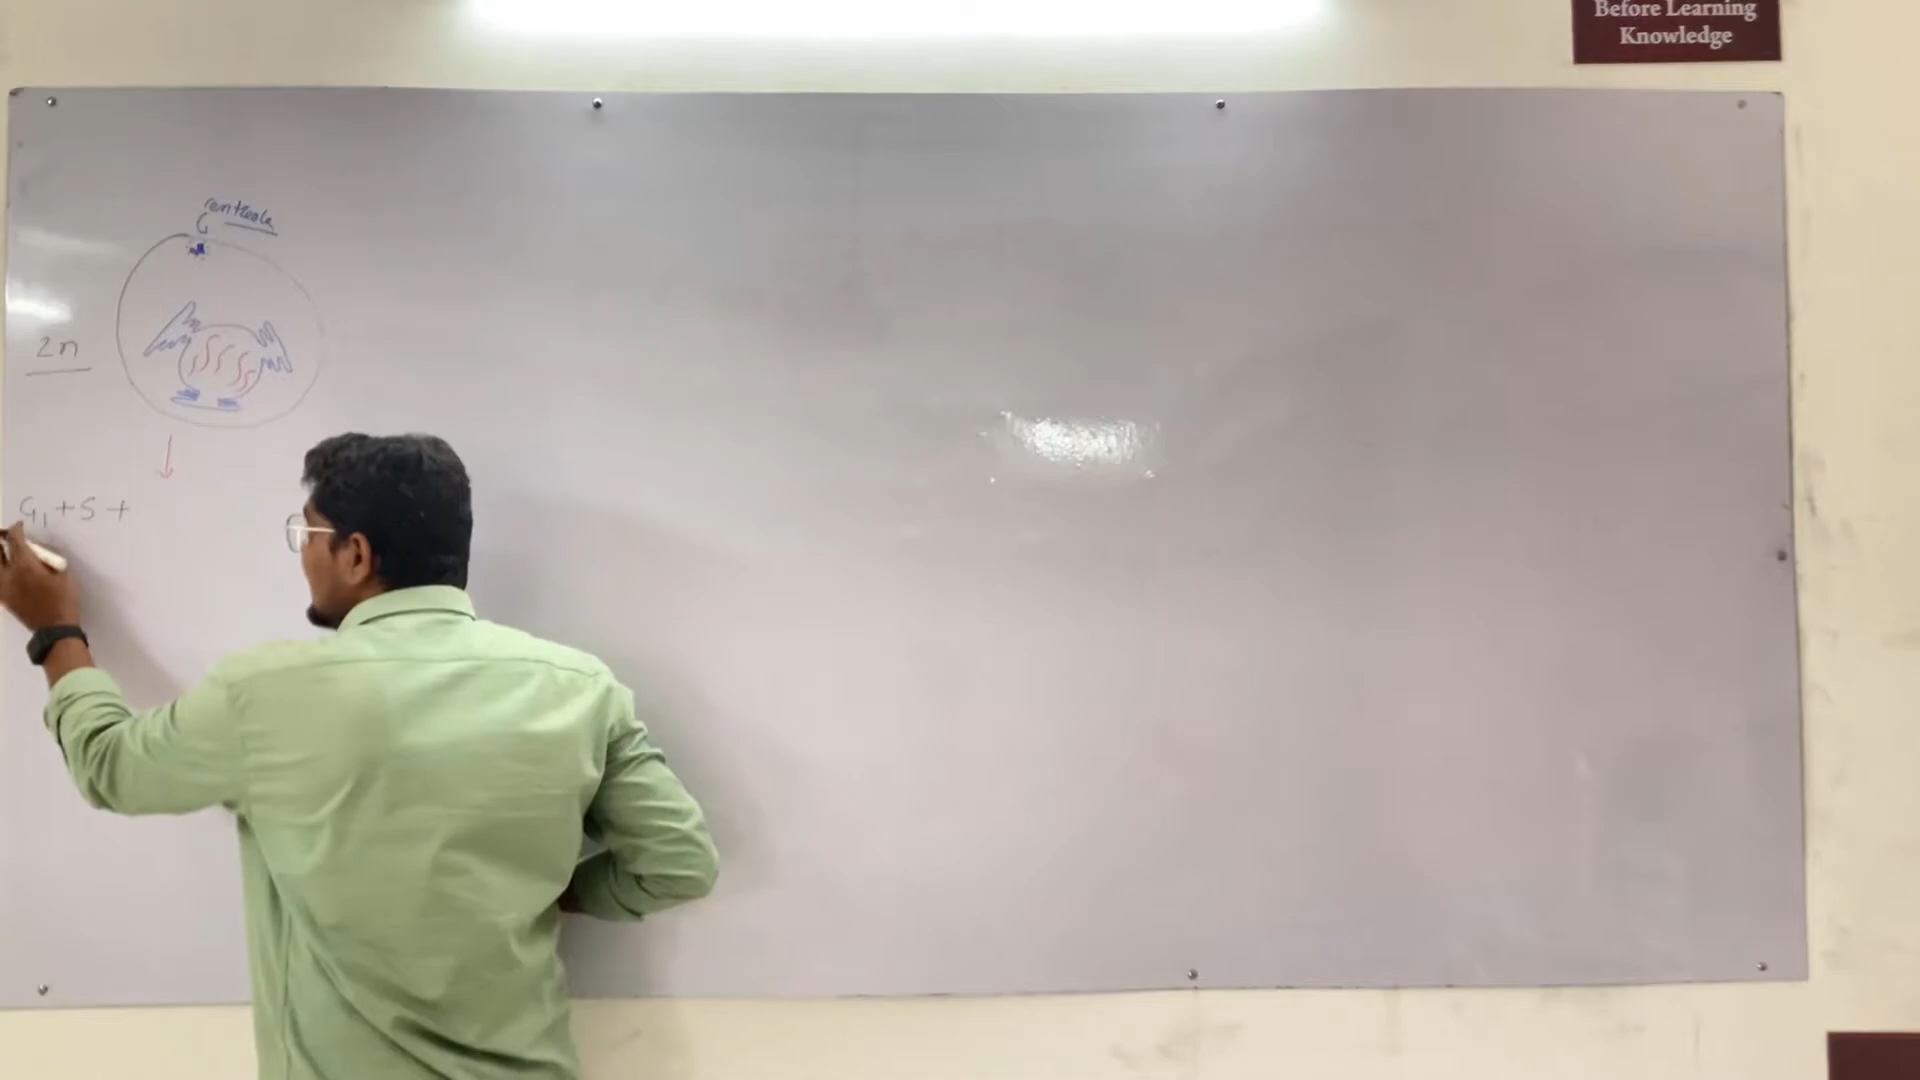 Before Learning
Knowledge
centriole
2n
G₁ + S +